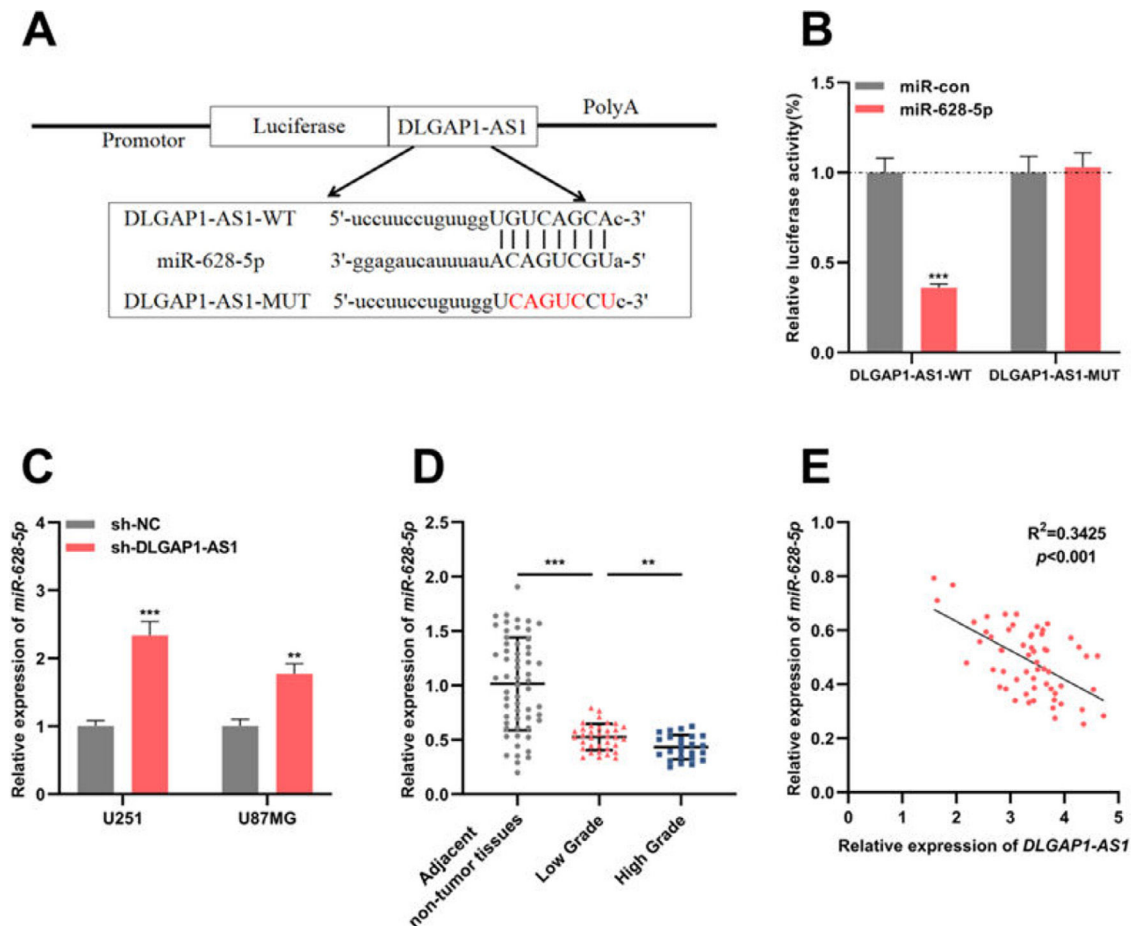 A
Promotor
Luciferase
DLGAP1-AS1
PolyA
DLGAP1-AS1-WT 5'-uccuuccuguuggUGUCAGCAc-3'
miR-628-5p 3'-ggagaucauuuauACAGUCGUa-5'
DLGAP1-AS1-MUT 5'-uccuuccuguuggUCAGUCCUc-3'
B
Relative luciferase activity(%)
1.5
1.0
0.5
0.0
miR-con
miR-628-5p
***
DLGAP1-AS1-WT
DLGAP1-AS1-MUT
C
Relative expression of miR-628-5p
4
3
2
1
0
sh-NC
sh-DLGAP1-AS1
***
**
U251
U87MG
D
Relative expression of miR-628-5p
2.5
2.0
1.5
1.0
0.5
0.0
***
**
Adjacent
non-tumor tissues
Low Grade
High Grade
E
Relative expression of miR-628-5p
1.0
0.8
0.6
0.4
0.2
0.0
R²=0.3425
p<0.001
0 1 2 3 4 5
Relative expression of DLGAP1-AS1